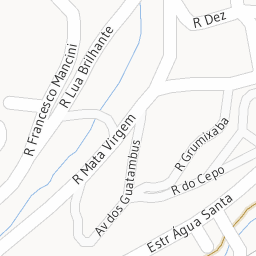 R Dez
R Lua Brilhante
R Francesco Mancini
R Mata Virgem
R Grumixaba
Av dos Guatambus
R do Cepo
Estr Água Santa